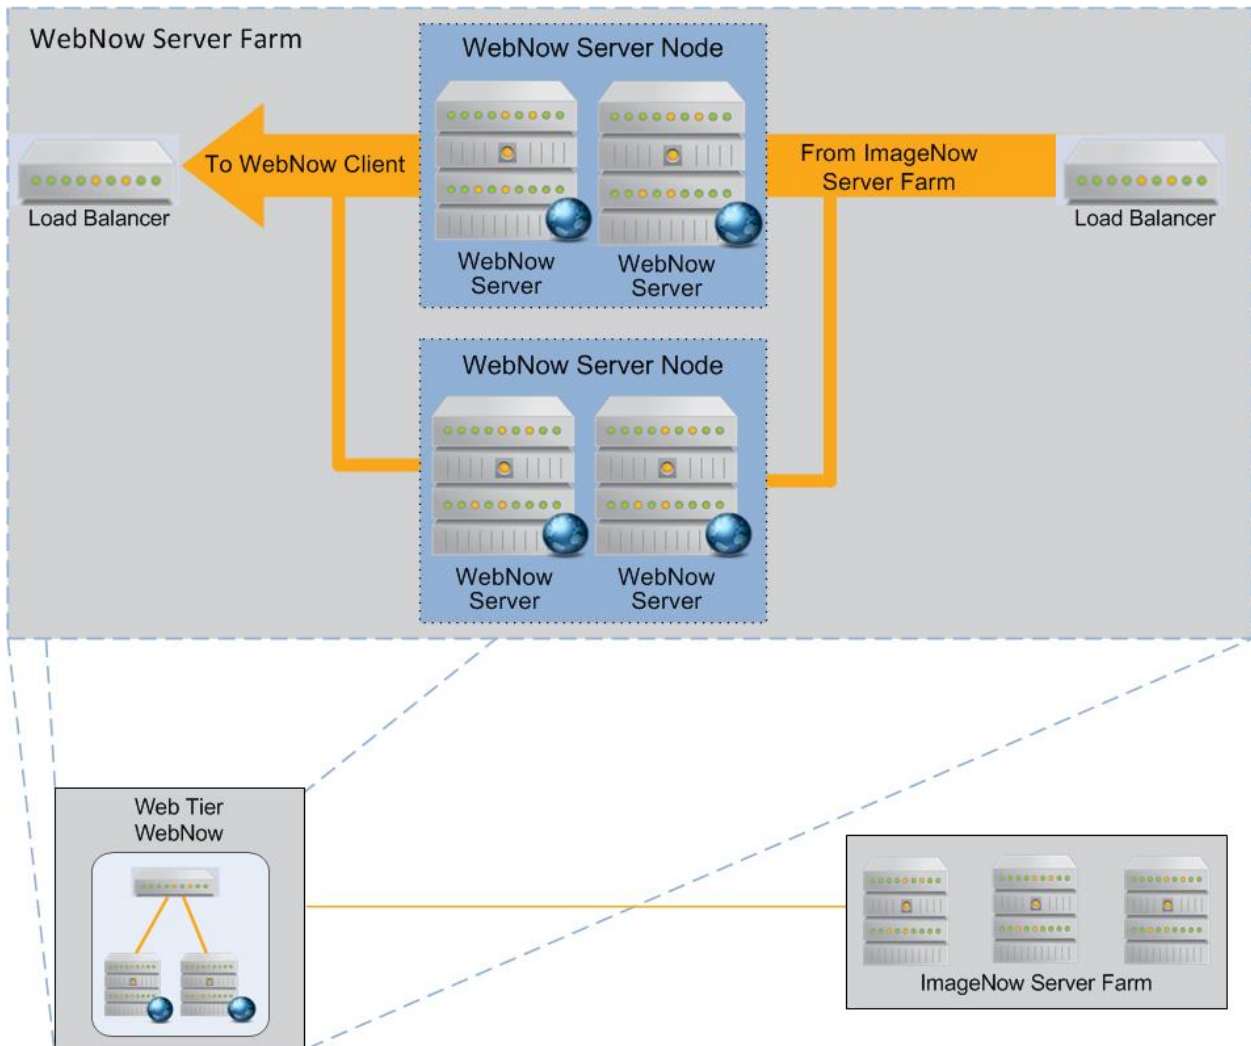 WebNow Server Farm
WebNow Server Node
To WebNow Client
From ImageNow
Server Farm
Load Balancer
Load Balancer
WebNow
Server
WebNow
Server
WebNow Server Node
WebNow
Server
WebNow
Server
Web Tier
WebNow
ImageNow Server Farm